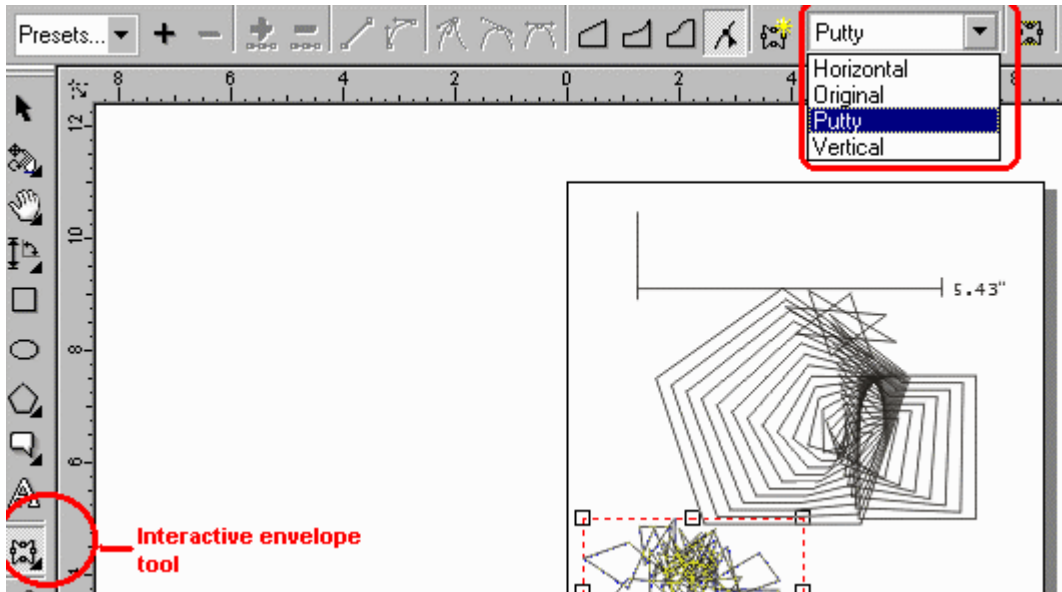 Presets... Putty
Horizontal
Original
Putty
Vertical
8 6 4 2 0 2 4 8
12
10
5.43"
8
6
Interactive envelope
tool
4